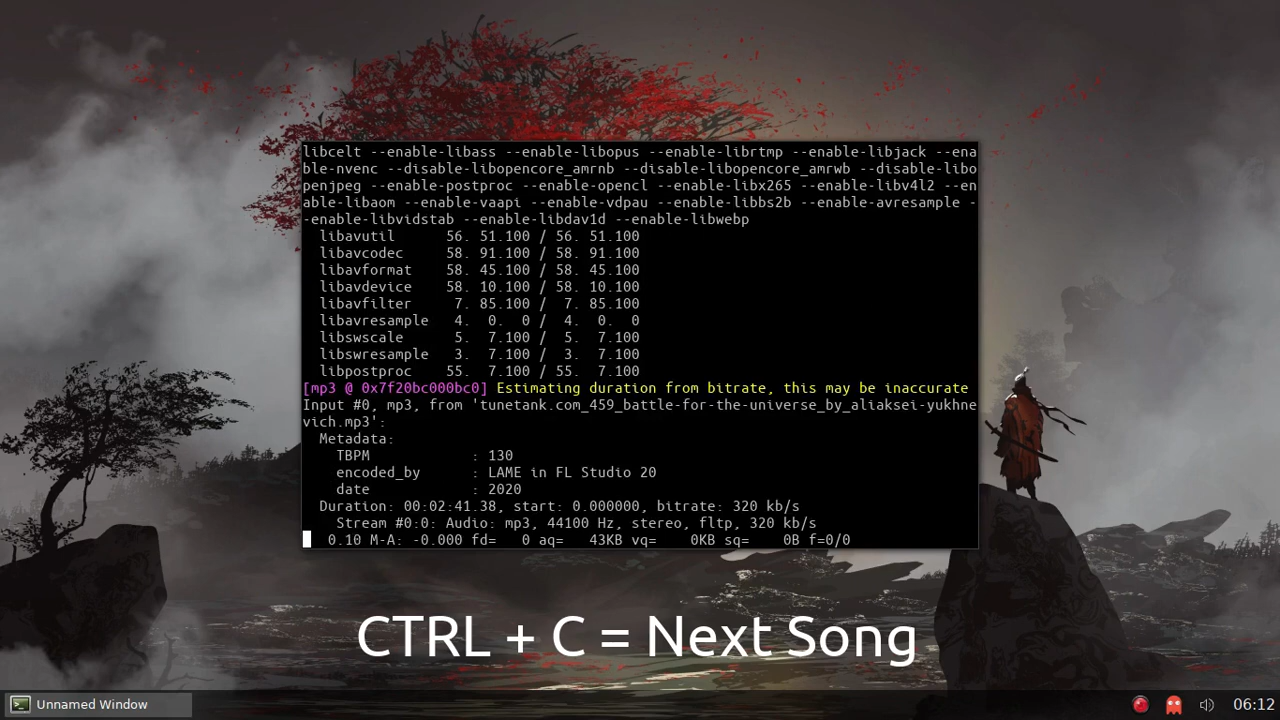 libcelt --enable-libass --enable-libopus --enable-librtmp --enable-libjack --ena
ble-nvenc --disable-libopencore_amrnb --disable-libopencore_amrwb --disable-libo
penjpeg --enable-postproc --enable-opencl --enable-libx265 --enable-libv4l2 --en
able-libaom --enable-vaapi --enable-vdpau --enable-libbs2b --enable-avresample -
-enable-libvidstab --enable-libdav1d --enable-libwebp
  libavutil      56. 51.100 / 56. 51.100
  libavcodec     58. 91.100 / 58. 91.100
  libavformat    58. 45.100 / 58. 45.100
  libavdevice    58. 10.100 / 58. 10.100
  libavfilter     7. 85.100 /  7. 85.100
  libavresample   4.  0.  0 /  4.  0.  0
  libswscale      5.  7.100 /  5.  7.100
  libswresample   3.  7.100 /  3.  7.100
  libpostproc    55.  7.100 / 55.  7.100
[mp3 @ 0x7f20bc000bc0] Estimating duration from bitrate, this may be inaccurate
Input #0, mp3, from 'tunetank.com_459_battle-for-the-universe_by_aliaksei-yukhne
vich.mp3':
  Metadata:
    TBPM            : 130
    encoded_by      : LAME in FL Studio 20
    date            : 2020
  Duration: 00:02:41.38, start: 0.000000, bitrate: 320 kb/s
    Stream #0:0: Audio: mp3, 44100 Hz, stereo, fltp, 320 kb/s
   0.10 M-A: -0.000 fd=   0 aq=   43KB vq=    0KB sq=    0B f=0/0
CTRL + C = Next Song
Unnamed Window
06:12